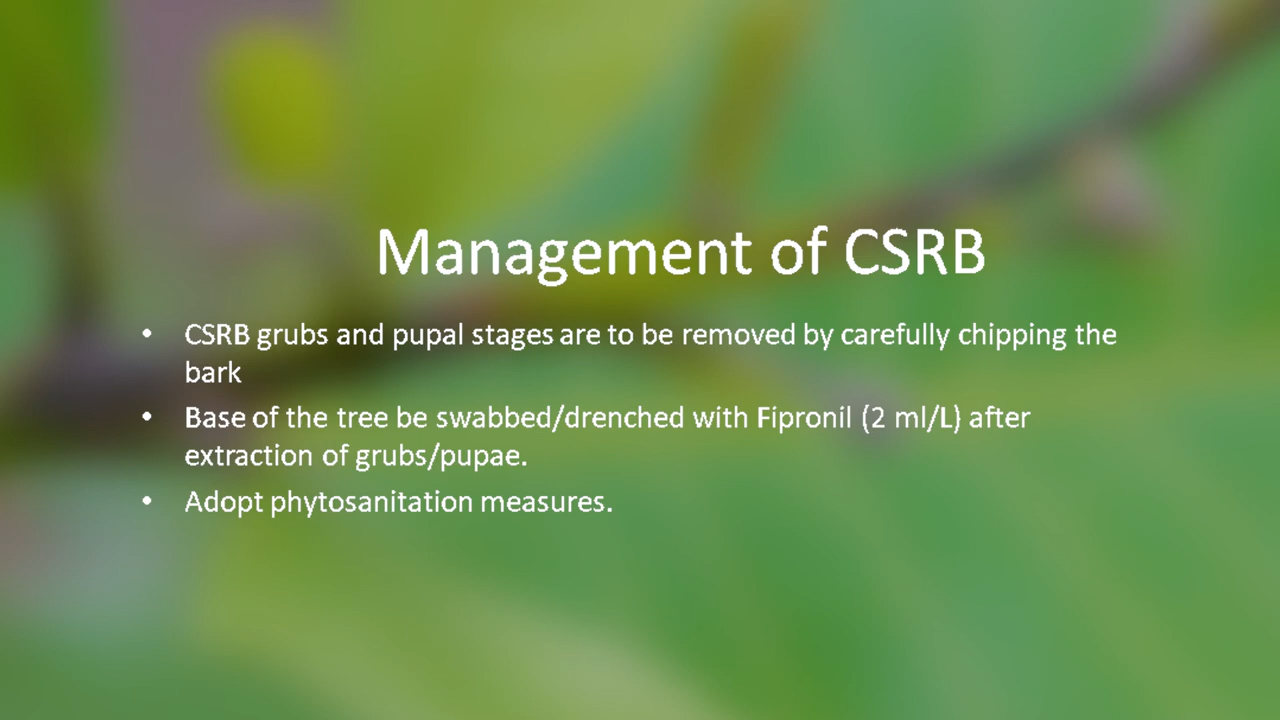 Management of CSRB
• CSRB grubs and pupal stages are to be removed by carefully chipping the
bark
• Base of the tree be swabbed/drenched with Fipronil (2 ml/L) after
extraction of grubs/pupae.
• Adopt phytosanitation measures.